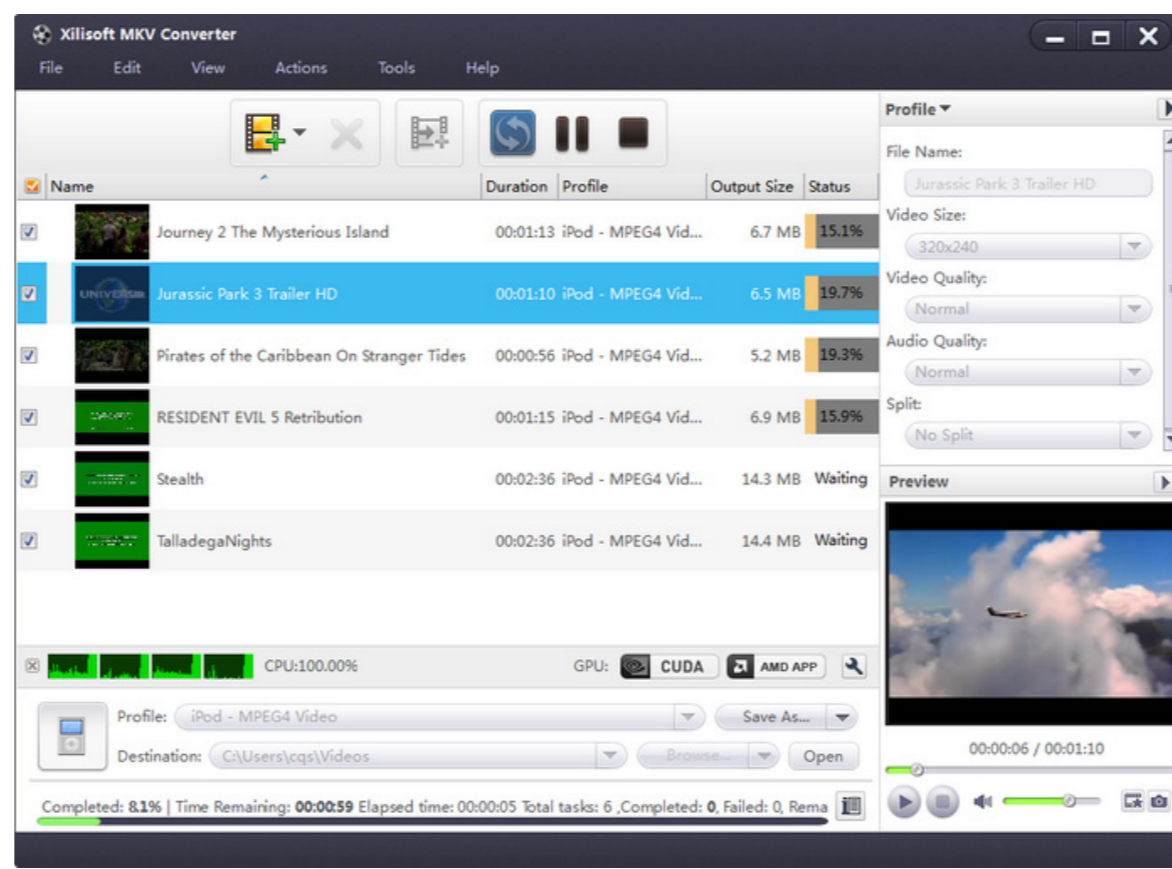 Xilisoft MKV Converter
File Edit View Actions Tools Help
Name Duration Profile Output Size Status
Journey 2 The Mysterious Island 00:01:13 iPod - MPEG4 Vid... 6.7 MB 15.1%
Jurassic Park 3 Trailer HD 00:01:10 iPod - MPEG4 Vid... 6.5 MB 19.7%
Pirates of the Caribbean On Stranger Tides 00:00:56 iPod - MPEG4 Vid... 5.2 MB 19.3%
RESIDENT EVIL 5 Retribution 00:01:15 iPod - MPEG4 Vid... 6.9 MB 15.9%
Stealth 00:02:36 iPod - MPEG4 Vid... 14.3 MB Waiting
TalladegaNights 00:02:36 iPod - MPEG4 Vid... 14.4 MB Waiting
CPU:100.00% GPU: CUDA AMD APP
Profile: iPod - MPEG4 Video Save As...
Destination: C:\Users\cqs\Videos Browse... Open
Completed: 8.1% | Time Remaining: 00:00:59 Elapsed time: 00:00:05 Total tasks: 6 ,Completed: 0, Failed: 0, Rema
Profile
File Name:
Jurassic Park 3 Trailer HD
Video Size:
320x240
Video Quality:
Normal
Audio Quality:
Normal
Split:
No Split
Preview
00:00:06 / 00:01:10